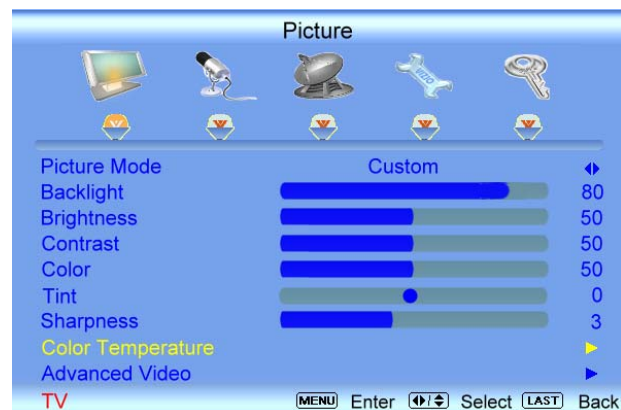 Picture
VIZIO
Picture Mode Custom
Backlight 80
Brightness 50
Contrast 50
Color 50
Tint 0
Sharpness 3
Color Temperature
Advanced Video
TV MENU Enter / Select LAST Back